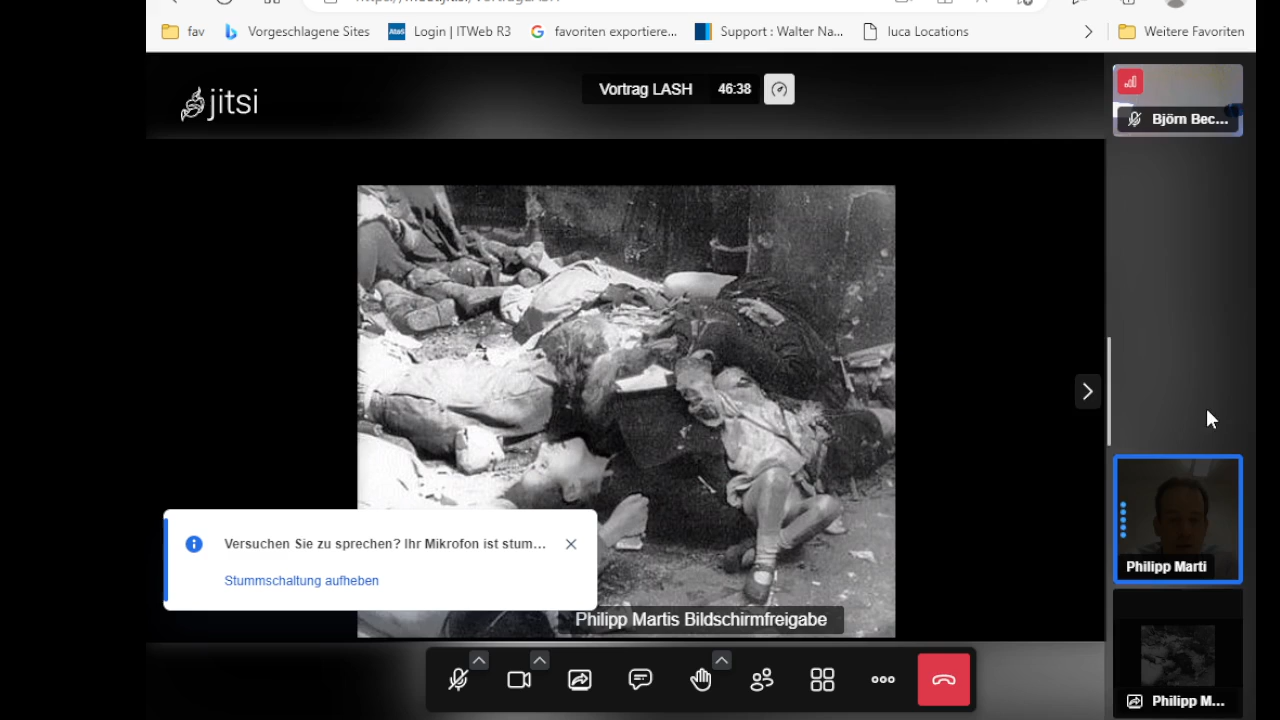 fav
Vorgeschlagene Sites
Atos
Login | ITWeb R3
favoriten exportiere...
Support : Walter Na...
luca Locations
Weitere Favoriten
jitsi
Vortrag LASH 46:38
Björn Bec...
Versuchen Sie zu sprechen? Ihr Mikrofon ist stum...
Stummschaltung aufheben
Philipp Marti
Philipp Martis Bildschirmfreigabe
Philipp M...